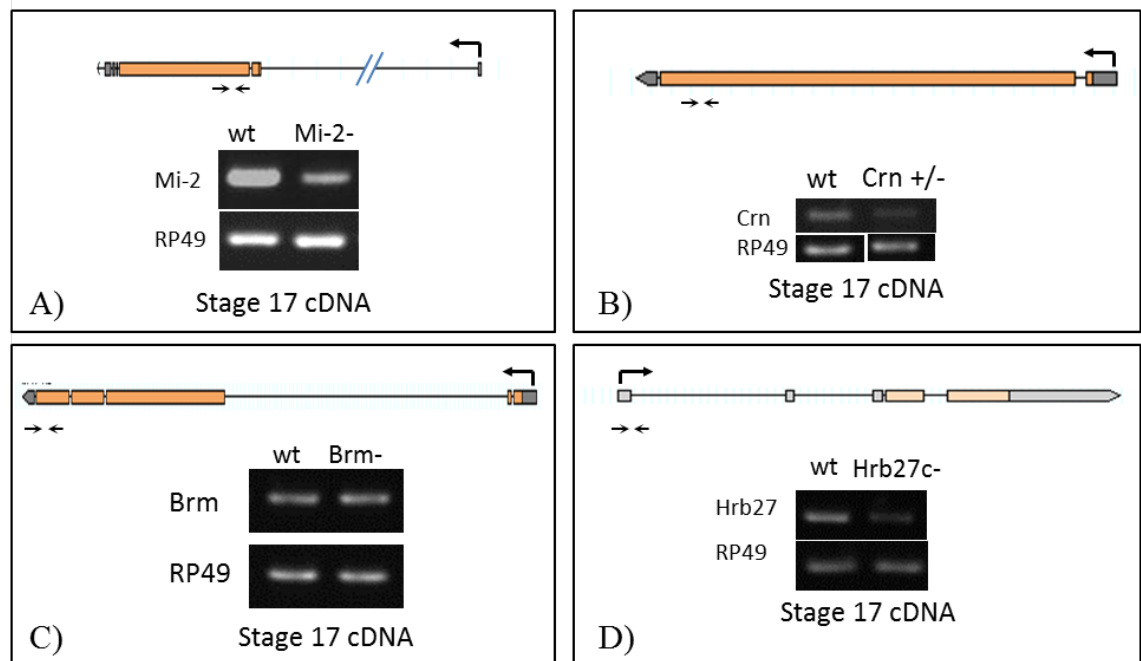 wt Mi-2-
Mi-2
RP49
A) Stage 17 cDNA
wt Crn +/-
Crn
RP49
B) Stage 17 cDNA
wt Brm-
Brm
RP49
C) Stage 17 cDNA
wt Hrb27c-
Hrb27
RP49
D) Stage 17 cDNA